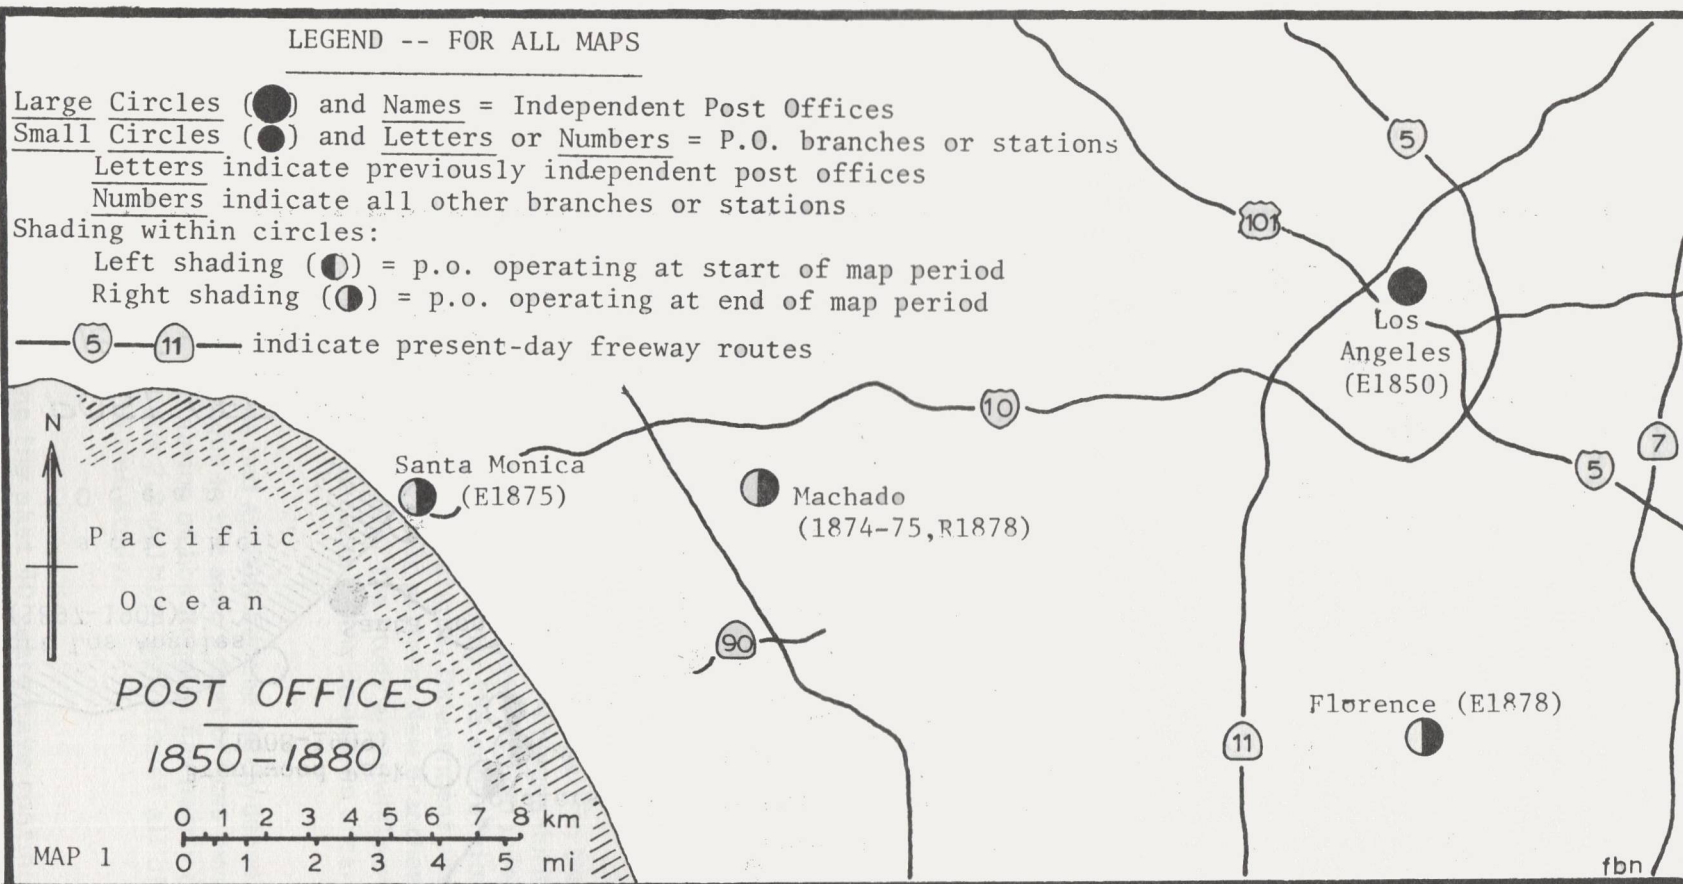 LEGEND -- FOR ALL MAPS
Large Circles (●) and Names = Independent Post Offices
Small Circles (●) and Letters or Numbers = P.O. branches or stations
Letters indicate previously independent post offices
Numbers indicate all other branches or stations
Shading within circles:
Left shading (◐) = p.o. operating at start of map period
Right shading (◑) = p.o. operating at end of map period
5 11 indicate present-day freeway routes
5
101
Los
Angeles
(E1850)
10
7
5
N
Santa Monica
(E1875)
Machado
(1874-75,R1878)
Pacific
Ocean
90
11
Florence (E1878)
POST OFFICES
1850-1880
0 1 2 3 4 5 6 7 8 km
0 1 2 3 4 5 mi
MAP 1
fbn